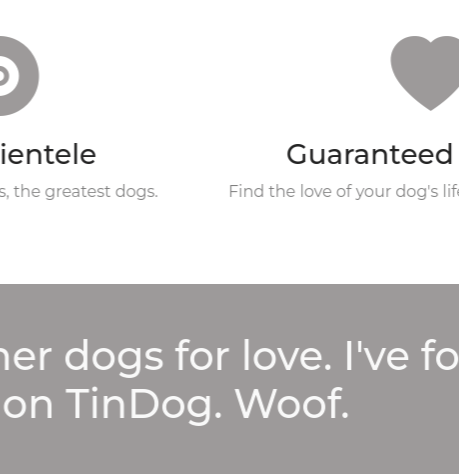 ientele
Guaranteed
s, the greatest dogs.
Find the love of your dog's life
her dogs for love. I've fo
on TinDog. Woof.